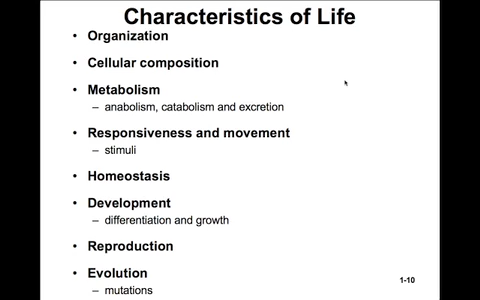 Characteristics of Life
• Organization
• Cellular composition
• Metabolism
– anabolism, catabolism and excretion
• Responsiveness and movement
– stimuli
• Homeostasis
• Development
– differentiation and growth
• Reproduction
• Evolution
– mutations
1-10